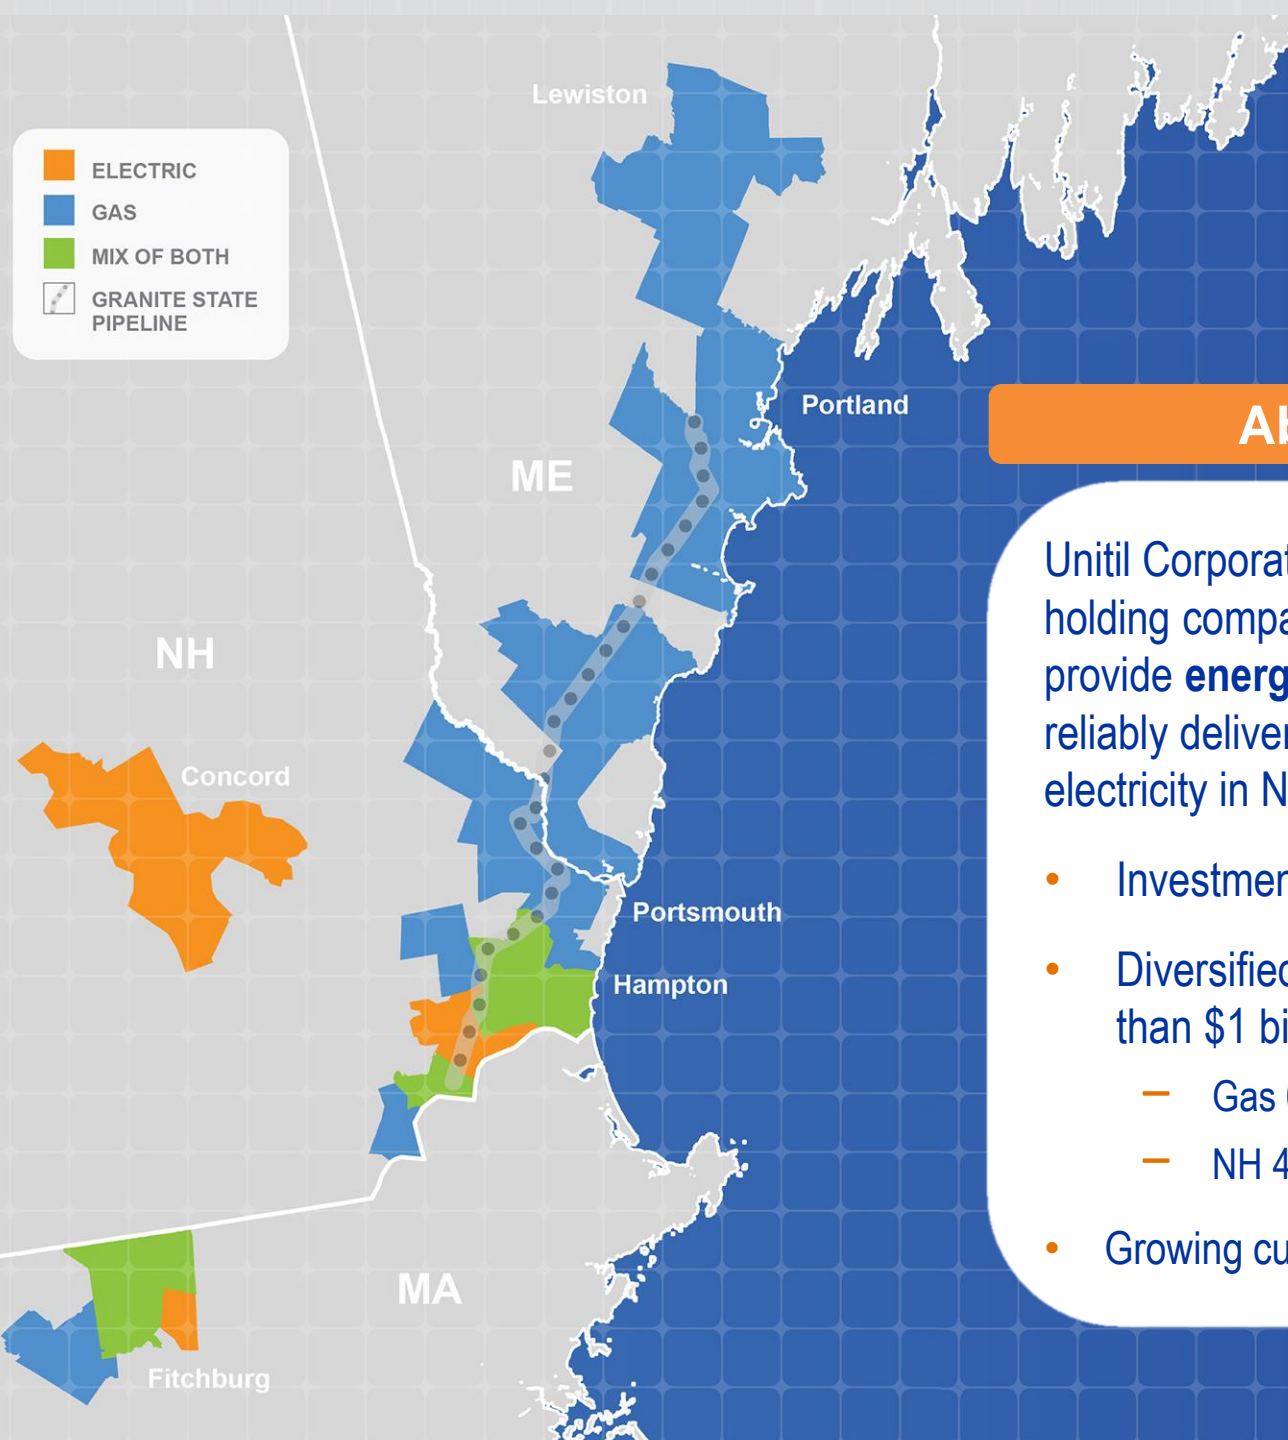 Lewiston
ELECTRIC
GAS
MIX OF BOTH
GRANITE STATE
PIPELINE
Portland
ME
NH
Concord
Portsmouth
Hampton
MA
Fitchburg
Unitil Corporat
holding compa
provide energ
reliably deliver
electricity in N
• Investmen
• Diversified
than $1 bi
– Gas
– NH 4
• Growing cu